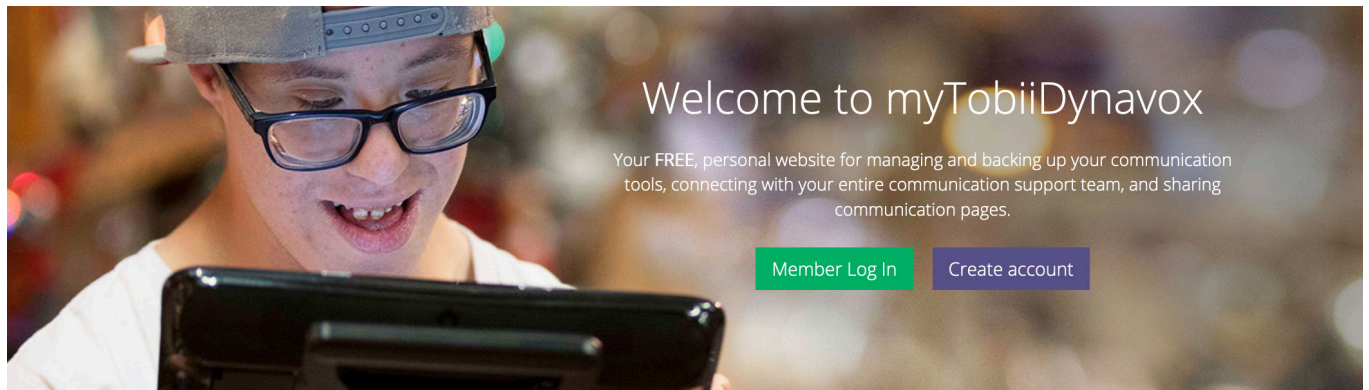 Welcome to myTobiiDynavox
Your FREE, personal website for managing and backing up your communication
tools, connecting with your entire communication support team, and sharing
communication pages.
Member Log In
Create account